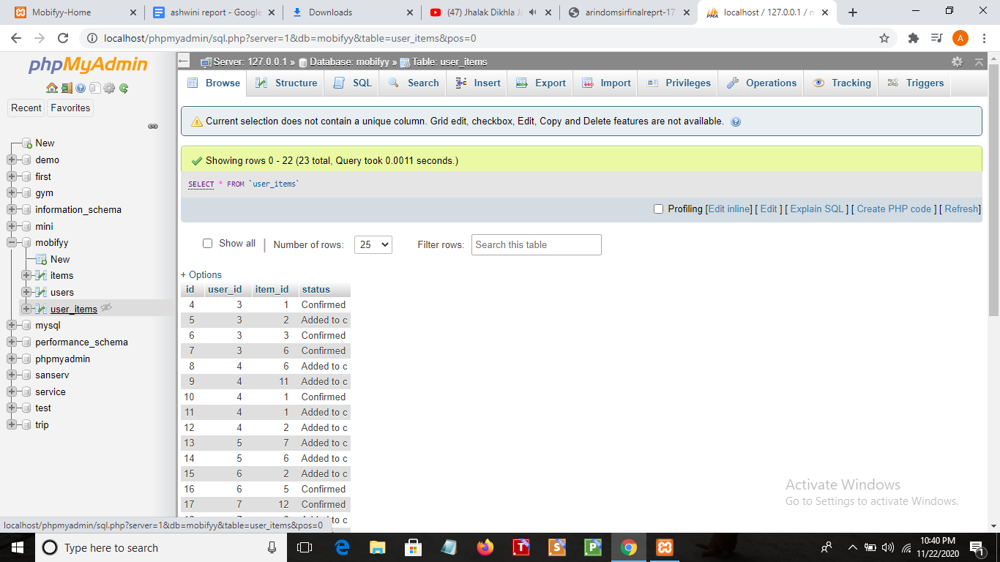 Mobifyy-Home
ashwini report - Google
Downloads
(47) Jhalak Dikhla Ja
arindomsirfinalreprt-17
localhost / 127.0.0.1 / m
localhost/phpmyadmin/sql.php?server=1&db=mobifyy&table=user_items&pos=0
A
phpMyAdmin
Recent Favorites
New
demo
first
gym
information_schema
mini
mobifyy
New
items
users
user_items
mysql
performance_schema
phpmyadmin
sanserv
service
test
trip
localhost/phpmyadmin/sql.php?server=1&db=mobifyy&table=user_items&pos=0
Server: 127.0.0.1 » Database: mobifyy » Table: user_items
Browse Structure SQL Search Insert Export Import Privileges Operations Tracking Triggers
Current selection does not contain a unique column. Grid edit, checkbox, Edit, Copy and Delete features are not available.
Showing rows 0 - 22 (23 total, Query took 0.0011 seconds.)
SELECT * FROM `user_items`
Profiling [Edit inline] [ Edit ] [ Explain SQL ] [ Create PHP code ] [ Refresh]
Show all | Number of rows: 25 Filter rows: Search this table
+ Options
id user_id item_id status
4 3 1 Confirmed
5 3 2 Added to c
6 3 3 Confirmed
7 3 6 Confirmed
8 4 6 Added to c
9 4 11 Added to c
10 4 1 Confirmed
11 4 1 Added to c
12 4 2 Added to c
13 5 7 Added to c
14 5 6 Added to c
15 6 2 Added to c
16 6 5 Confirmed
17 7 12 Confirmed
to c
Activate Windows
Go to Settings to activate Windows.
Type here to search
10:40 PM
11/22/2020
1